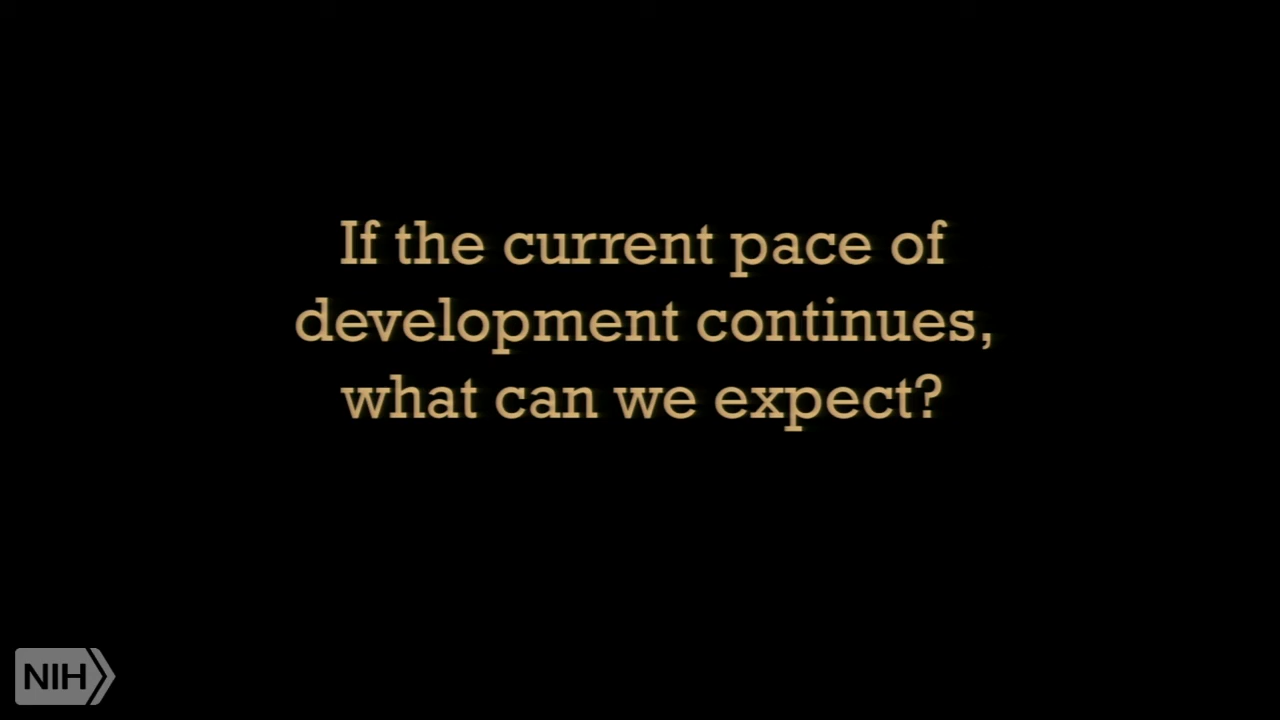 If the current pace of
development continues,
what can we expect?
NIH